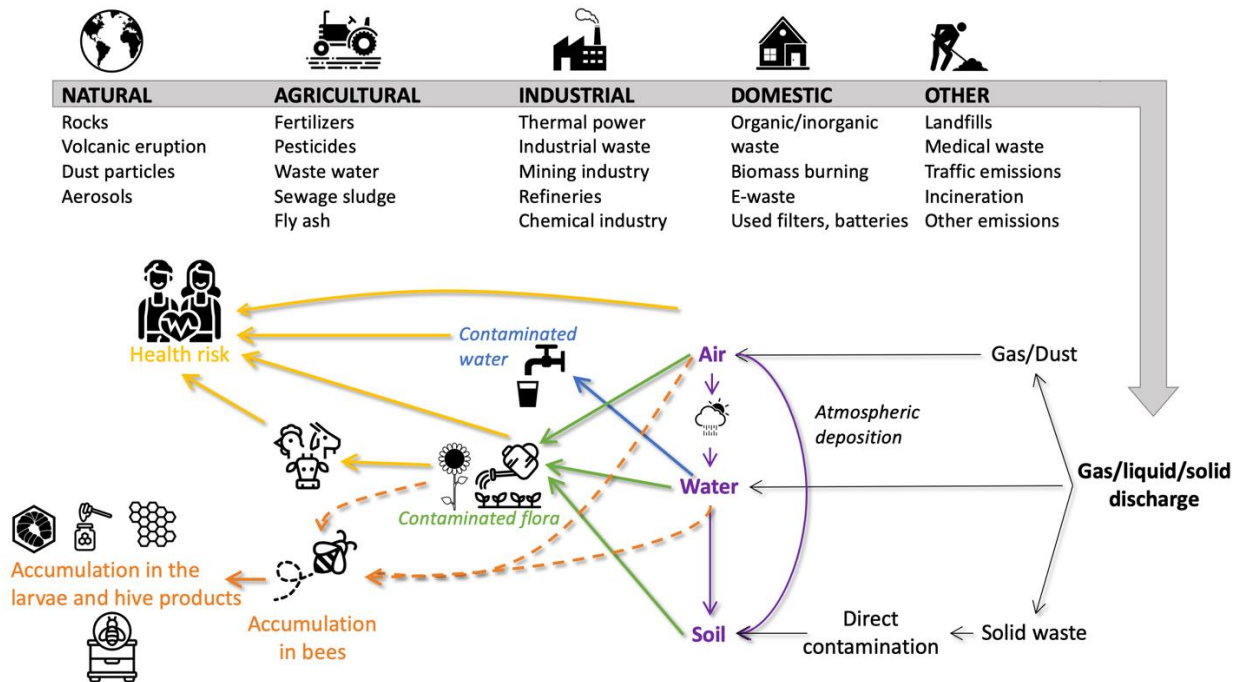 NATURAL
Rocks
Volcanic eruption
Dust particles
Aerosols
AGRICULTURAL
Fertilizers
Pesticides
Waste water
Sewage sludge
Fly ash
INDUSTRIAL
Thermal power
Industrial waste
Mining industry
Refineries
Chemical industry
DOMESTIC
Organic/inorganic
waste
Biomass burning
E-waste
Used filters, batteries
OTHER
Landfills
Medical waste
Traffic emissions
Incineration
Other emissions
Health risk
Contaminated
water
Air
Gas/Dust
Atmospheric
deposition
Water
Gas/liquid/solid
discharge
Contaminated flora
Accumulation in the
larvae and hive products
Accumulation
in bees
Soil
Direct
contamination
Solid waste